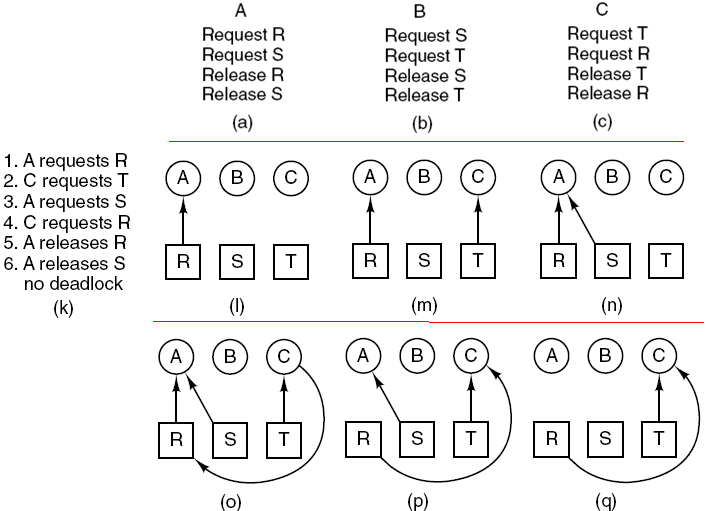 A B C
Request R Request S Request T
Request S Request T Request R
Release R Release S Release T
Release S Release T Release R
(a) (b) (c)
1. A requests R
2. C requests T
3. A requests S
4. C requests R
5. A releases R
6. A releases S
no deadlock
(k)
A B C A B C A B C
R S T R S T R S T
(l) (m) (n)
A B C A B C A B C
R S T R S T R S T
(o) (p) (q)